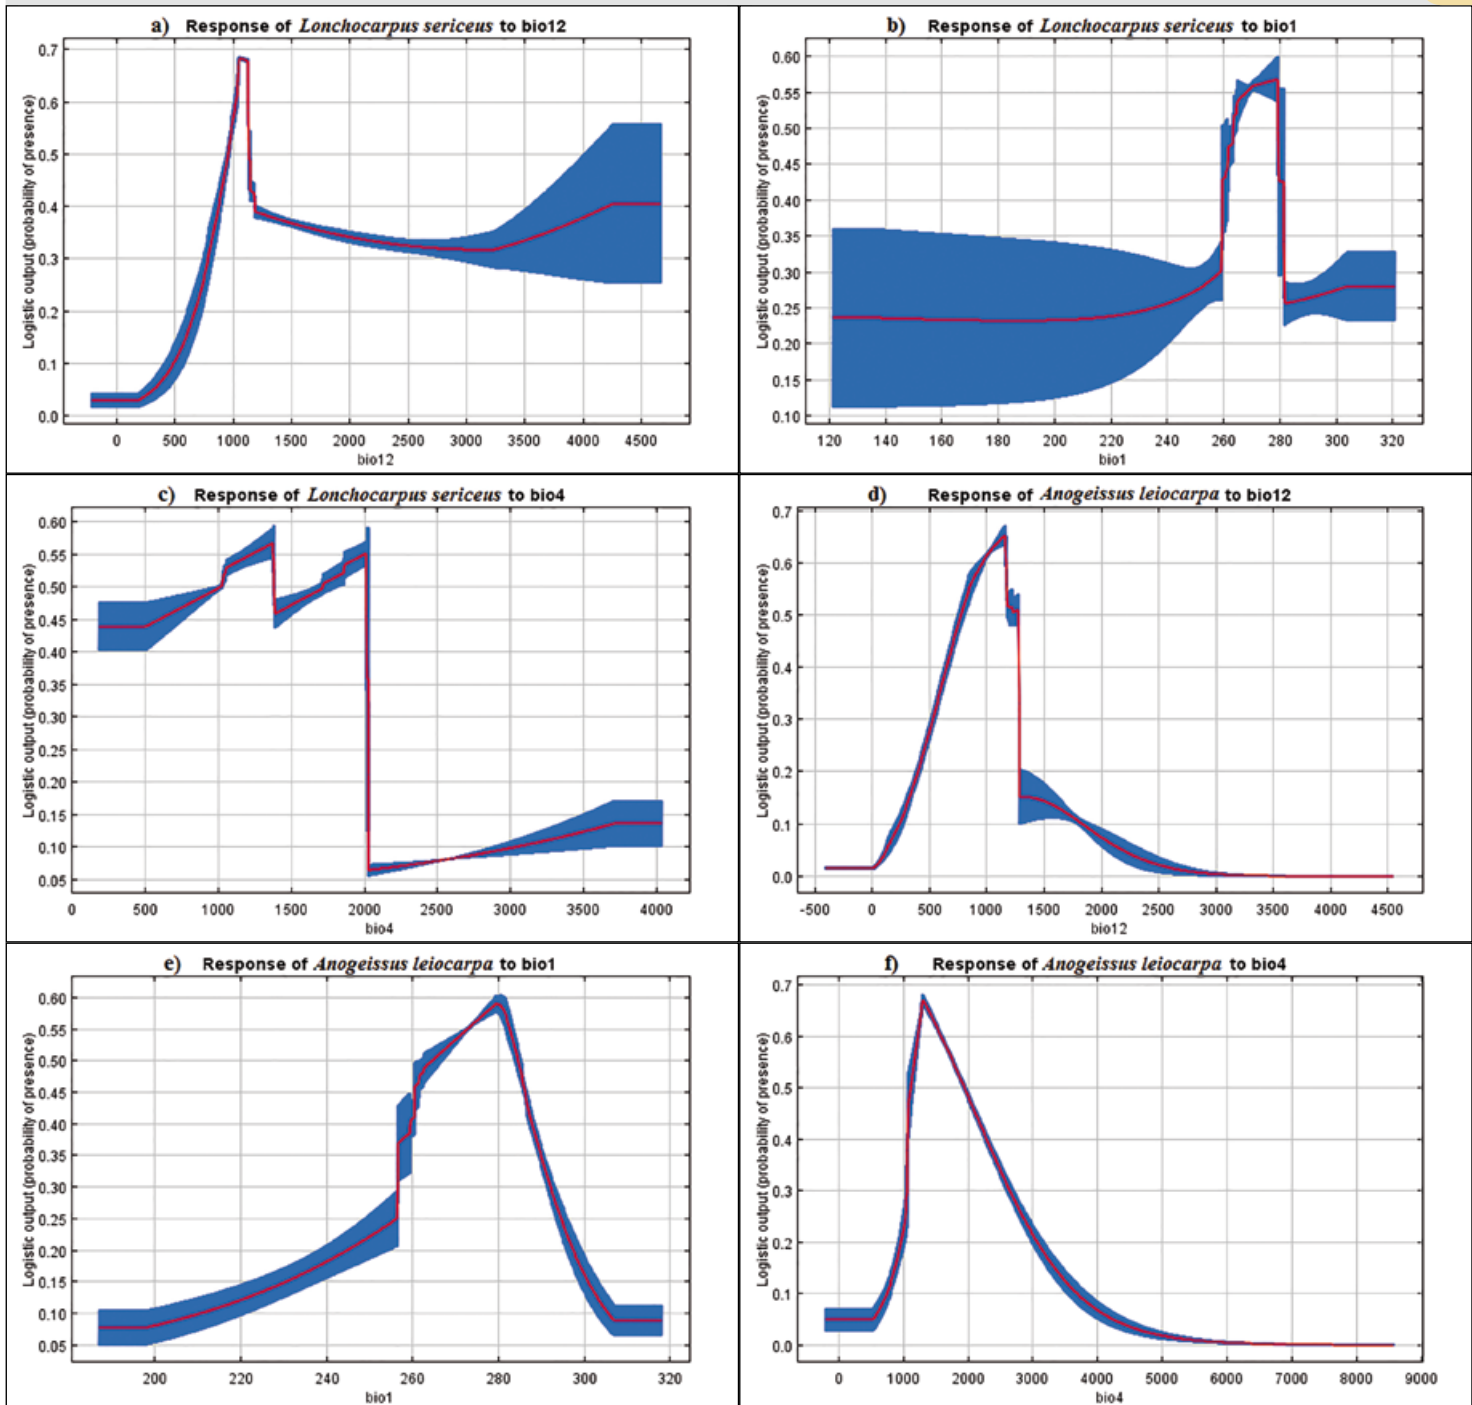 a) Response of Lonchocarpus sericeus to bio12
Logistic output (probability of presence)
0.7
0.6
0.5
0.4
0.3
0.2
0.1
0.0
0 500 1000 1500 2000 2500 3000 3500 4000 4500
bio12
b) Response of Lonchocarpus sericeus to bio1
Logistic output (probability of presence)
0.60
0.55
0.50
0.45
0.40
0.35
0.30
0.25
0.20
0.15
0.10
120 140 160 180 200 220 240 260 280 300 320
bio1
c) Response of Lonchocarpus sericeus to bio4
Logistic output (probability of presence)
0.60
0.55
0.50
0.45
0.40
0.35
0.30
0.25
0.20
0.15
0.10
0.05
0 500 1000 1500 2000 2500 3000 3500 4000
bio4
d) Response of Anogeissus leiocarpa to bio12
Logistic output (probability of presence)
0.7
0.6
0.5
0.4
0.3
0.2
0.1
0.0
-500 0 500 1000 1500 2000 2500 3000 3500 4000 4500
bio12
e) Response of Anogeissus leiocarpa to bio1
Logistic output (probability of presence)
0.60
0.55
0.50
0.45
0.40
0.35
0.30
0.25
0.20
0.15
0.10
0.05
200 220 240 260 280 300 320
bio1
f) Response of Anogeissus leiocarpa to bio4
Logistic output (probability of presence)
0.7
0.6
0.5
0.4
0.3
0.2
0.1
0.0
0 1000 2000 3000 4000 5000 6000 7000 8000 9000
bio4